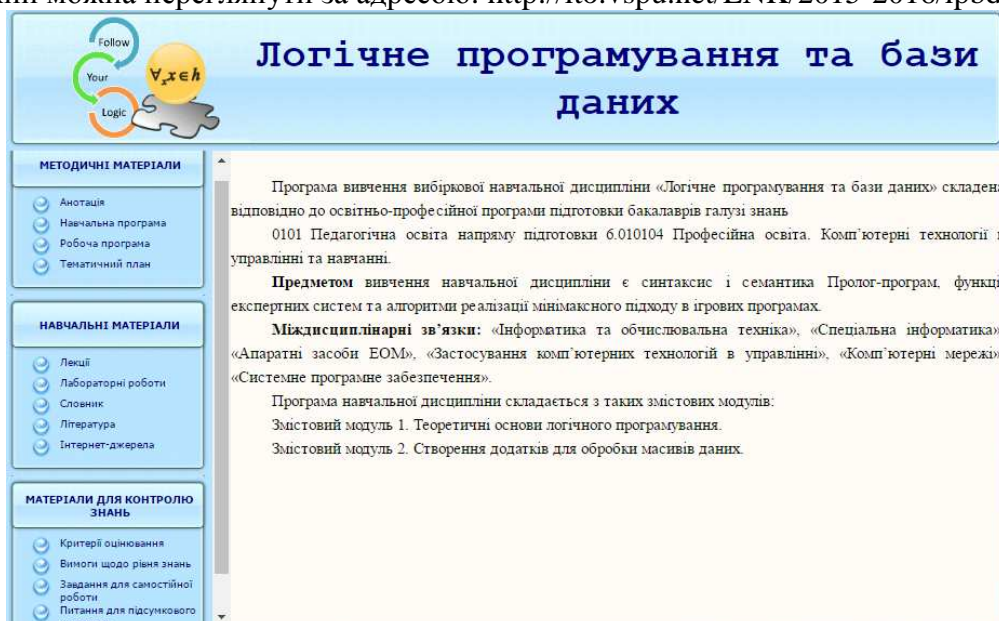 можна переглянути за адресою:
Follow
Your
Logic
∀,x∈h
Логічне програмування та бази
даних
МЕТОДИЧНІ МАТЕРІАЛИ
Анотація
Навчальна програма
Робоча програма
Тематичний план
НАВЧАЛЬНІ МАТЕРІАЛИ
Лекції
Лабораторні роботи
Словник
Література
Інтернет-джерела
МАТЕРІАЛИ ДЛЯ КОНТРОЛЮ
ЗНАНЬ
Критерії оцінювання
Вимоги щодо рівня знань
Завдання для самостійної
роботи
Питання для підсумкового
Програма вивчення вибіркової навчальної дисципліни «Логічне програмування та бази даних» складена
відповідно до освітньо-професійної програми підготовки бакалаврів галузі знань
0101 Педагогічна освіта напряму підготовки 6.010104 Професійна освіта. Комп'ютерні технології
управлінні та навчанні.
Предметом вивчення навчальної дисципліни є синтаксис і семантика Пролог-програм, функці
експертних систем та алгоритми реалізації мінімаксного підходу в ігрових програмах.
Міждисциплінарні зв'язки: «Інформатика та обчислювальна техніка», «Спеціальна інформатика»
«Апаратні засоби ЕОМ», «Застосування комп'ютерних технологій в управлінні», «Комп'ютерні мережі»
«Системне програмне забезпечення».
Програма навчальної дисципліни складається з таких змістових модулів:
Змістовий модуль 1. Теоретичні основи логічного програмування.
Змістовий модуль 2. Створення додатків для обробки масивів даних.